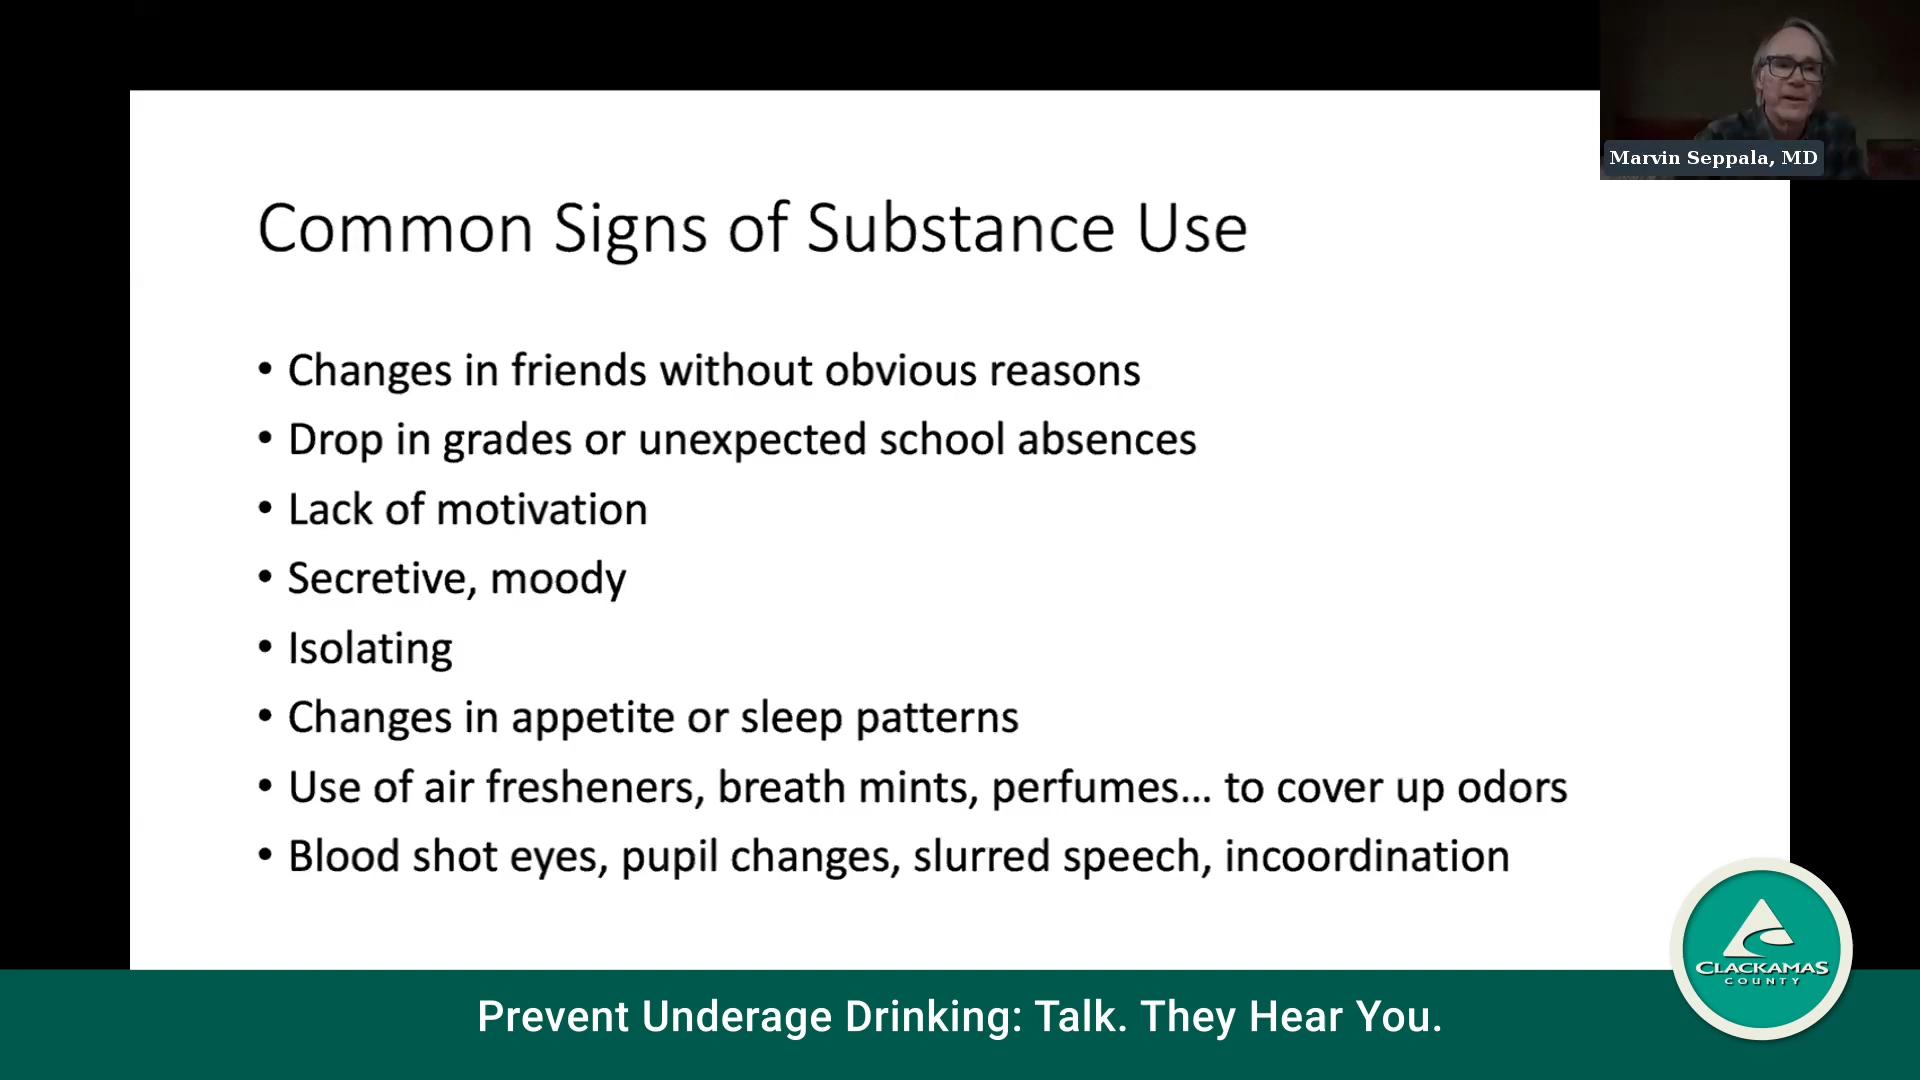 Marvin Seppala, MD
Common Signs of Substance Use
• Changes in friends without obvious reasons
• Drop in grades or unexpected school absences
• Lack of motivation
• Secretive, moody
• Isolating
• Changes in appetite or sleep patterns
• Use of air fresheners, breath mints, perfumes... to cover up odors
• Blood shot eyes, pupil changes, slurred speech, incoordination
CLACKAMAS
COUNTY
Prevent Underage Drinking: Talk. They Hear You.